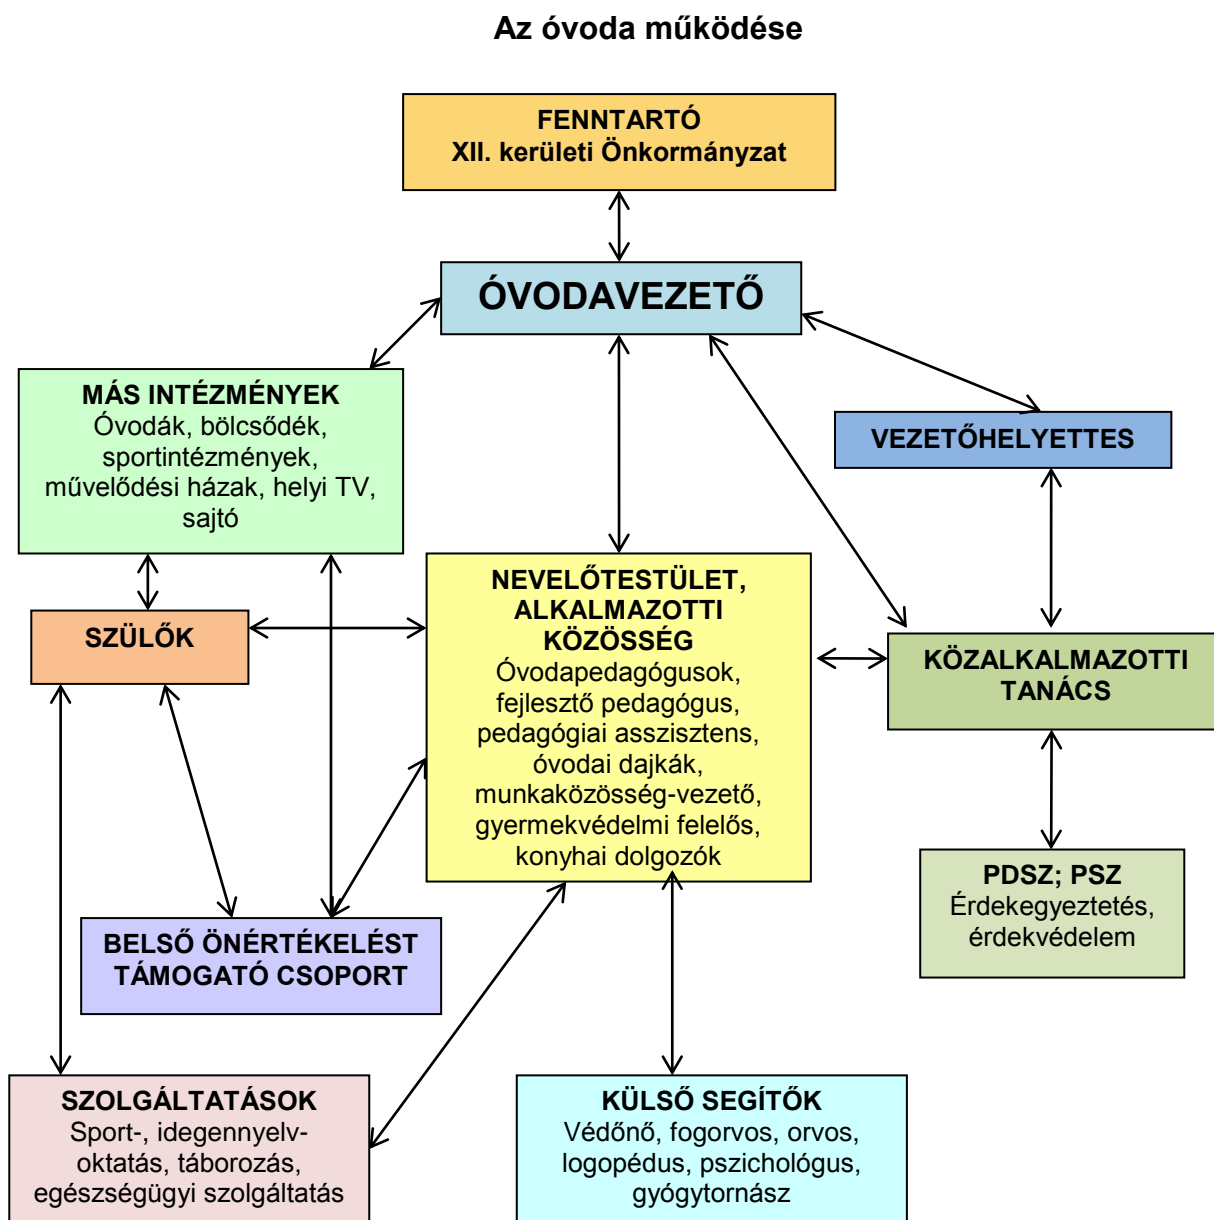 Az óvoda működése
FENNTARTÓ
XII. kerületi Önkormányzat
ÓVODAVEZETŐ
MÁS INTÉZMÉNYEK
Óvodák, bölcsődék,
sportintézmények,
művelődési házak, helyi TV,
sajtó
VEZETŐHELYETTES
NEVELŐTESTÜLET,
ALKALMAZOTTI
KÖZÖSSÉG
Óvodapedagógusok,
fejlesztő pedagógus,
pedagógiai asszisztens,
óvodai dajkák,
munkaközösség-vezető,
gyermekvédelmi felelős,
konyhai dolgozók
SZÜLŐK
KÖZALKALMAZOTTI
TANÁCS
PDSZ; PSZ
Érdekegyeztetés,
érdekvédelem
BELSŐ ÖNÉRTÉKELÉST
TÁMOGATÓ CSOPORT
SZOLGÁLTATÁSOK
Sport-, idegennyelv-
oktatás, táborozás,
egészségügyi szolgáltatás
KÜLSŐ SEGÍTŐK
Védőnő, fogorvos, orvos,
logopédus, pszichológus,
gyógytornász